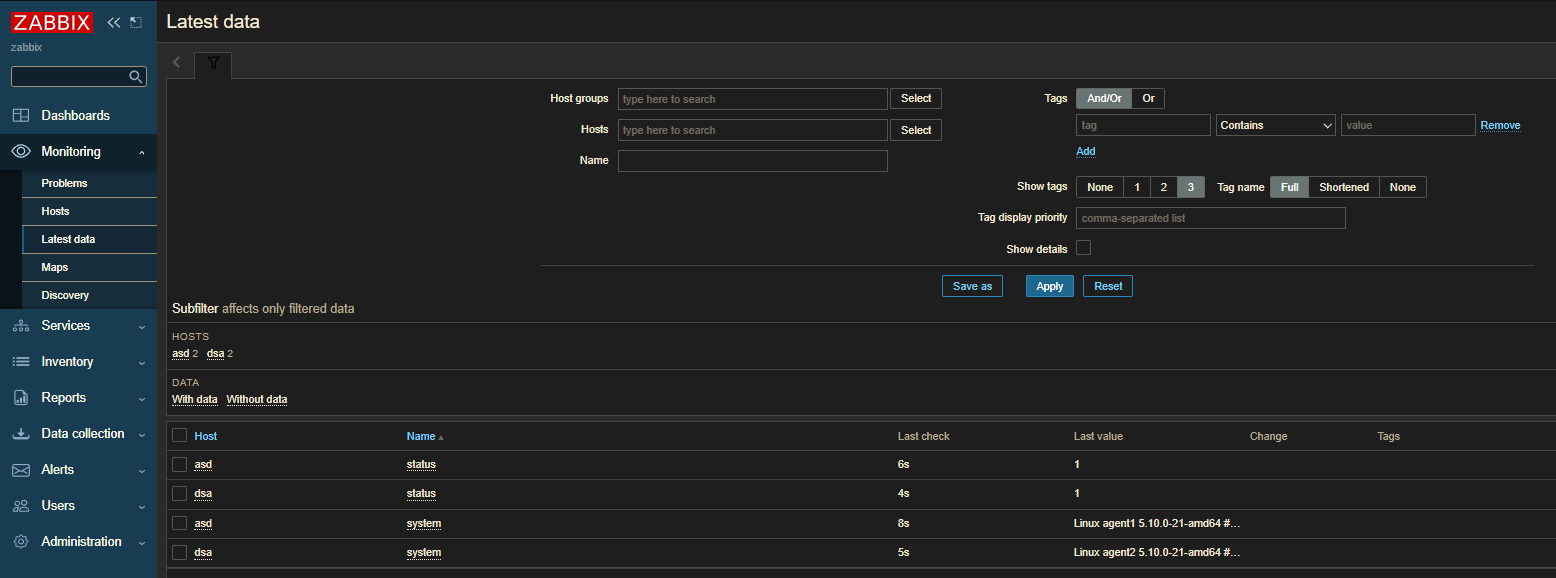 ZABBIX
zabbix
Dashboards
Monitoring
Problems
Hosts
Latest data
Maps
Discovery
Services
Inventory
Reports
Data collection
Alerts
Users
Administration
Latest data
Host groups type here to search Select
Hosts type here to search Select
Name
Tags And/Or Or
tag Contains value Remove
Add
Show tags None 1 2 3 Tag name Full Shortened None
Tag display priority comma-separated list
Show details
Save as Apply Reset
Subfilter affects only filtered data
HOSTS
asd 2 dsa 2
DATA
With data Without data
Host Name Last check Last value Change Tags
asd status 6s 1
dsa status 4s 1
asd system 8s Linux agent1 5.10.0-21-amd64 #...
dsa system 5s Linux agent2 5.10.0-21-amd64 #...